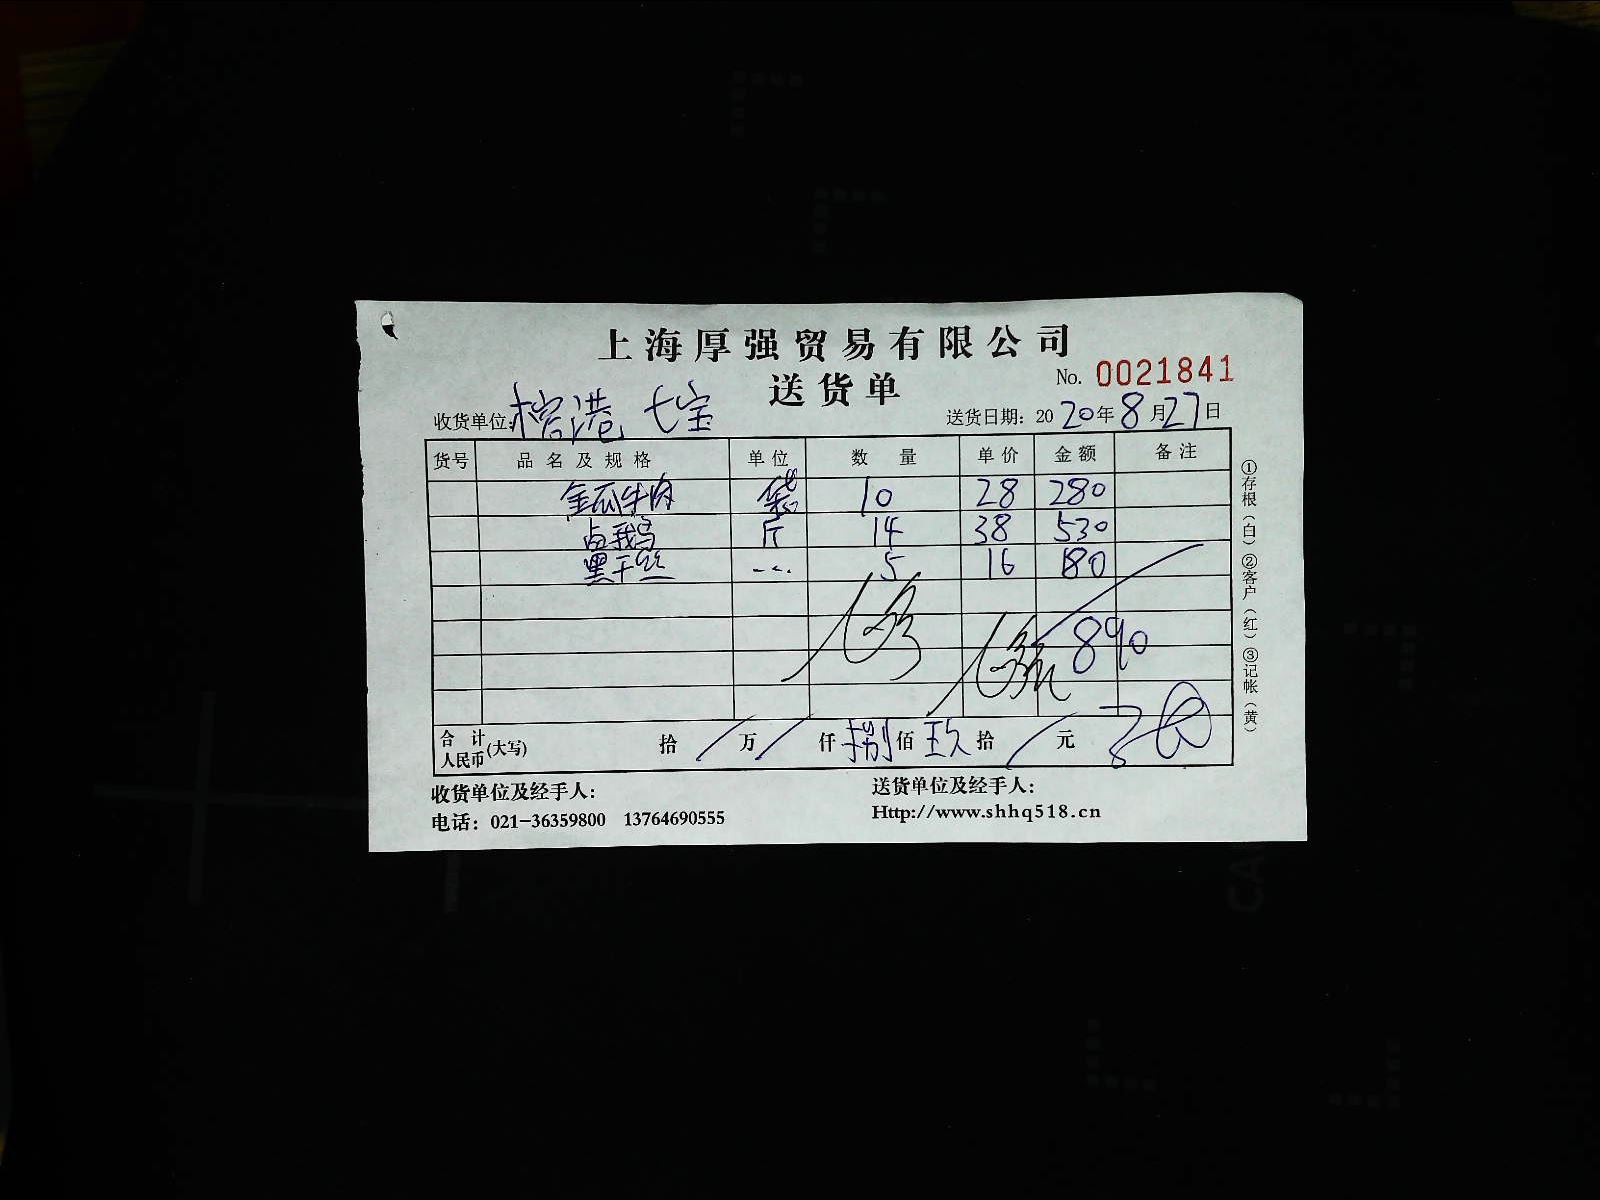 上海厚强贸易有限公司
送货单
No. 0021841
收货单位: 榕港 七宝
送货日期: 2020年8月27日
货号 品名及规格 单位 数量 单价 金额 备注
金瓜牛肉 袋 10 28 280
卤鹅 斤 14 38 530
黑干丝 5 16 80
890
合计人民币(大写) 拾 / 万 / 仟 捌 佰 玖 拾 / 元
收货单位及经手人:
送货单位及经手人:
电话: 021-36359800 13764690555
Http://www.shhq518.cn
①存根(白)②客户(红)③记帐(黄)